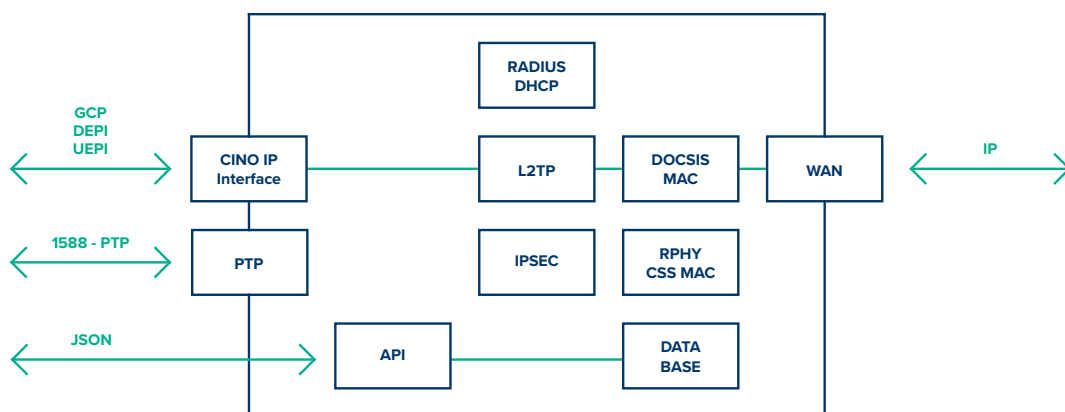 RADIUS
DHCP
GCP
DEPI
UEPI
CINO IP
Interface
L2TP
DOCSIS
MAC
WAN
IP
1588 - PTP
PTP
IPSEC
RPHY
CSS MAC
JSON
API
DATA
BASE